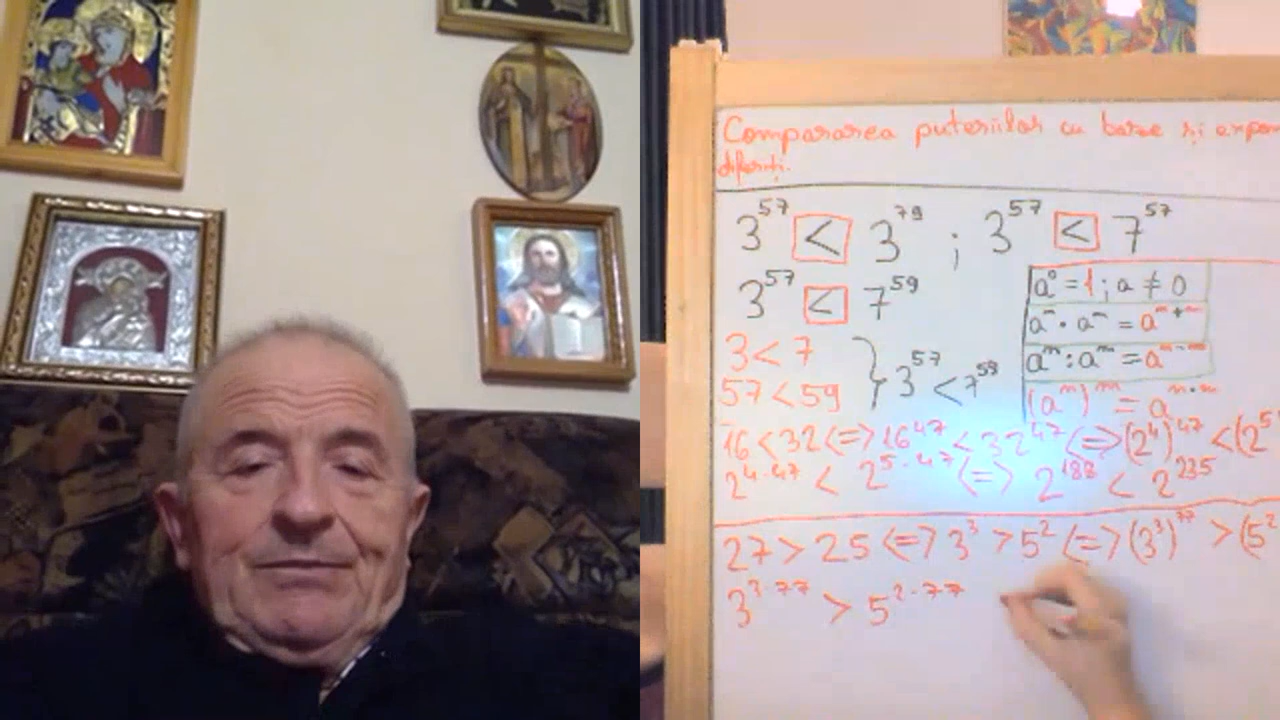 Compararea puterilor cu baze și expon
diferiți.
3^57 < 3^79 ; 3^57 < 7^57
3^57 < 7^59
a^0 = 1 ; a ≠ 0
a^n · a^m = a^{m+n}
a^m : a^n = a^{m-n}
(a^n)^m = a^{n·m}
3 < 7
57 < 59
} 3^57 < 7^59
16 < 32 <=> 16^47 < 32^47 <=> (2^4)^47 < (2^5
2^{4·47} < 2^{5·47} <=> 2^188 < 2^235
27 > 25 <=> 3^3 > 5^2 <=> (3^3)^77 > (5^2
3^{3·77} > 5^{2·77}